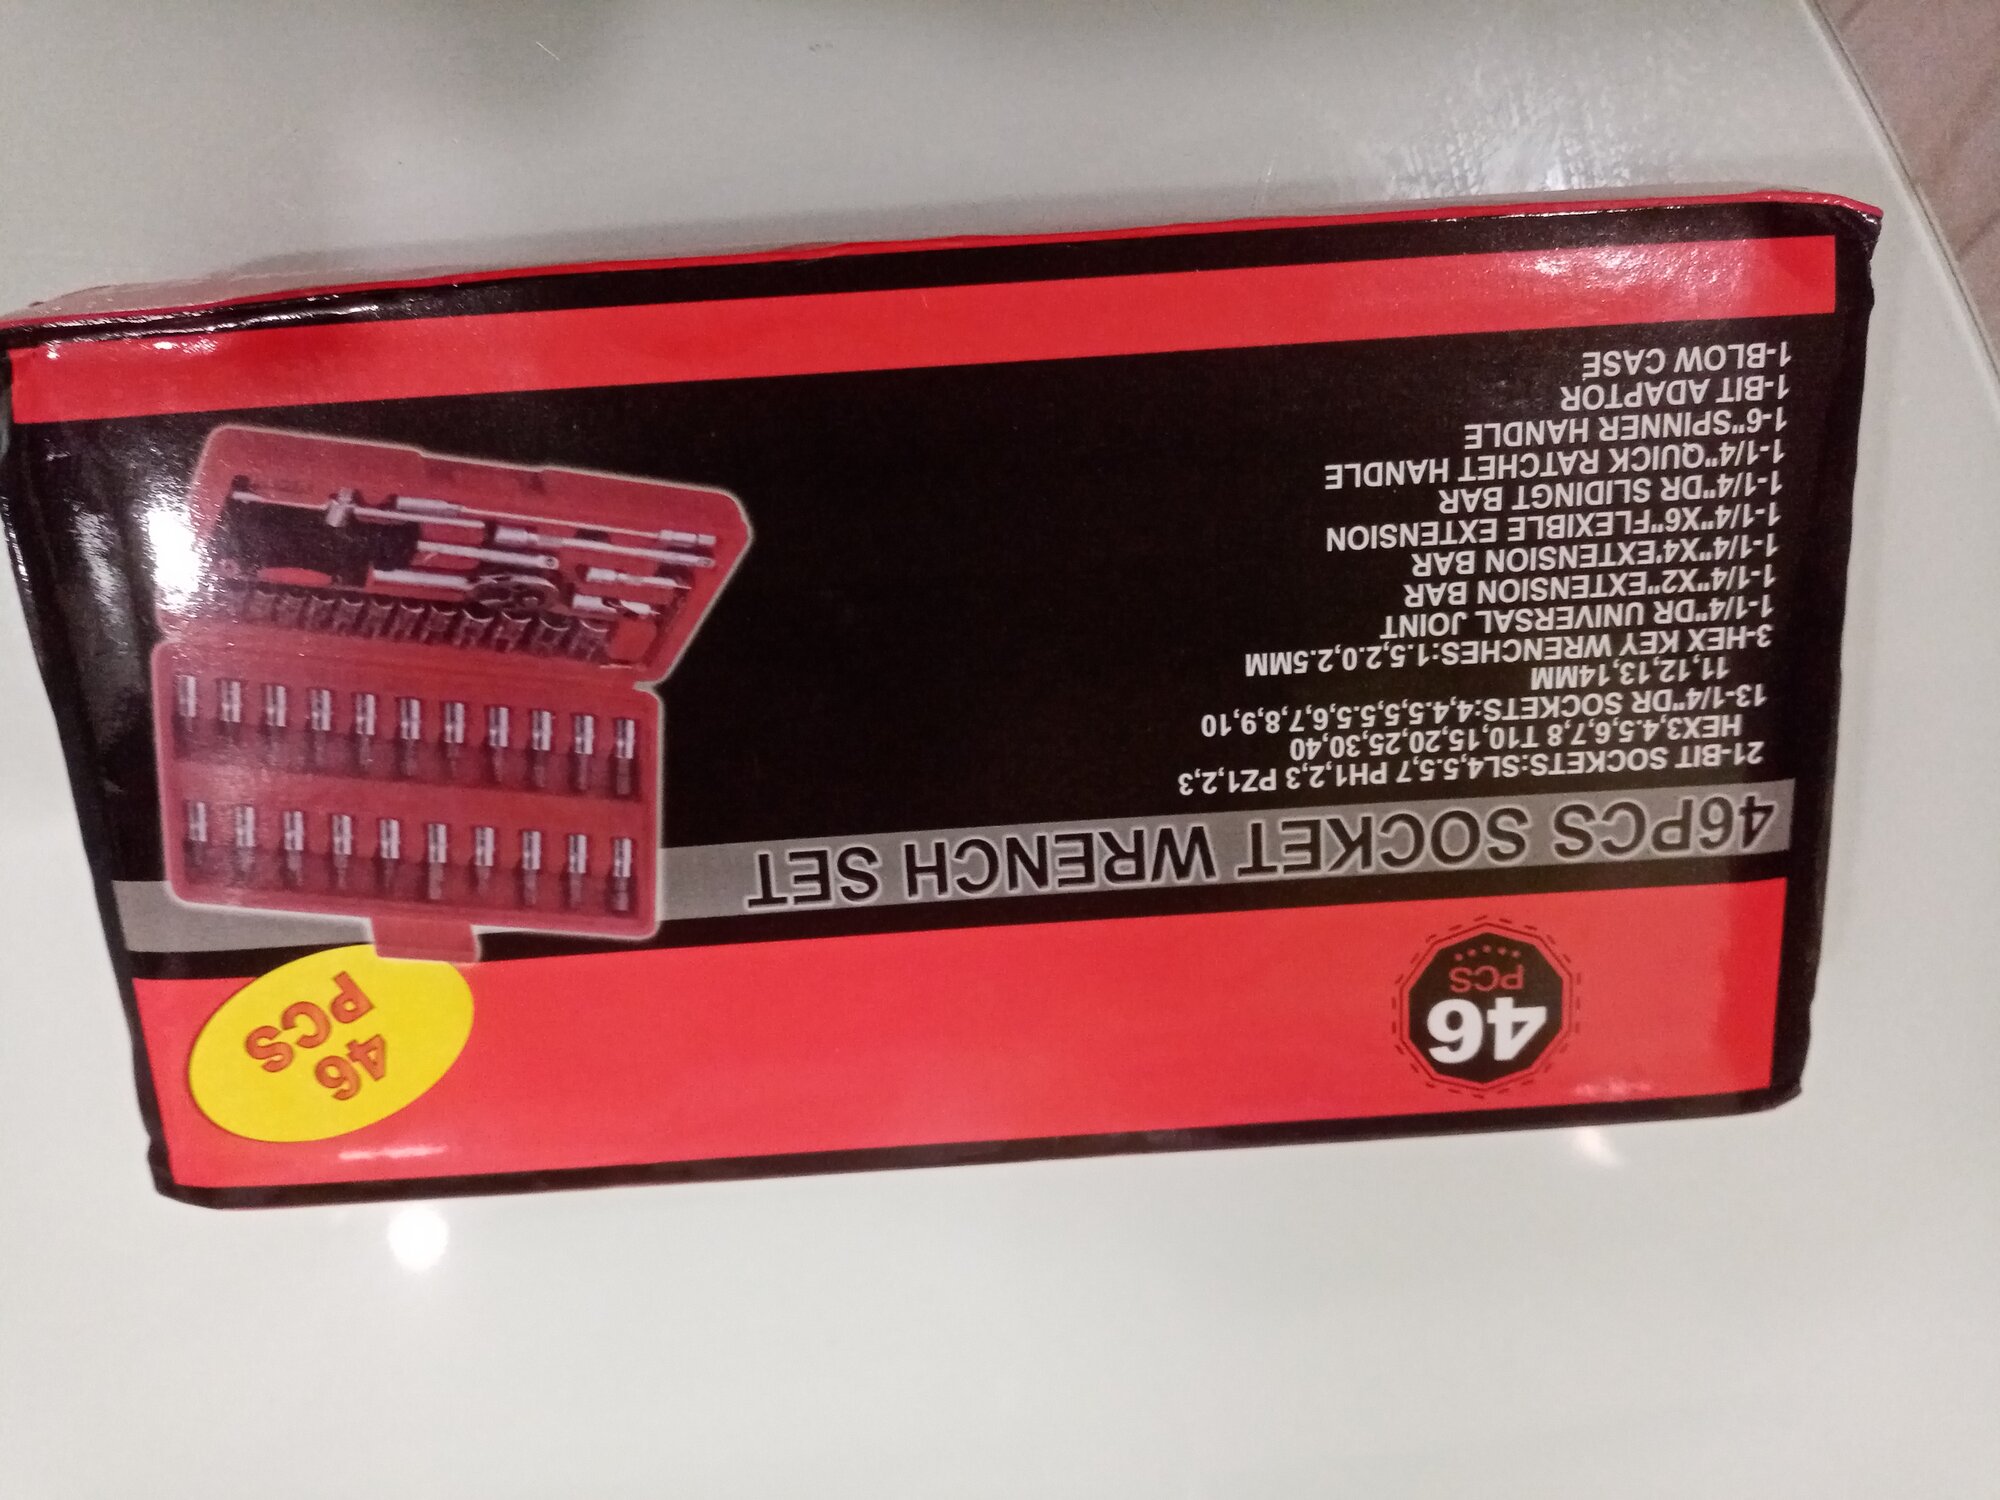 46
PCS
46
PCS
46PCS SOCKET WRENCH SET
21-BIT SOCKETS:SL4,5.5,7 PH1,2,3 PZ1,2,3
HEX3,4,5,6,7,8 T10,15,20,25,30,40
13-1/4"DR SOCKETS:4,4.5,5,5.5,6,7,8,9,10
11,12,13,14MM
3-HEX KEY WRENCHES:1.5,2.0,2.5MM
1-1/4"DR UNIVERSAL JOINT
1-1/4"X2"EXTENSION BAR
1-1/4"X4'EXTENSION BAR
1-1/4"X6"FLEXIBLE EXTENSION
1-1/4"DR SLIDINGT BAR
1-1/4"QUICK RATCHET HANDLE
1-6"SPINNER HANDLE
1-BIT ADAPTOR
1-BLOW CASE